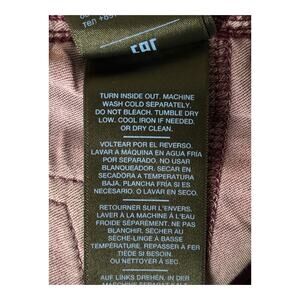 TURN INSIDE OUT. MACHINE
WASH COLD SEPARATELY.
DO NOT BLEACH. TUMBLE DRY
LOW. COOL IRON IF NEEDED.
OR DRY CLEAN.
VOLTEAR POR EL REVERSO.
LAVAR A MÁQUINA EN AGUA FRÍA
POR SEPARADO. NO USAR
BLANQUEADOR. SECAR EN
SECADORA A TEMPERATURA
BAJA. PLANCHA FRÍA SI ES
NECESARIO. O LAVAR EN SECO.
RETOURNER SUR L'ENVERS.
LAVER À LA MACHINE À L'EAU
FROIDE SÉPARÉMENT. NE PAS
BLANCHIR. SÉCHER AU
SÈCHE-LINGE À BASSE
TEMPÉRATURE. REPASSER À FER
TIÈDE SI BESOIN.
OU NETTOYER À SEC.
AUF LINKS DREHEN. IN DER